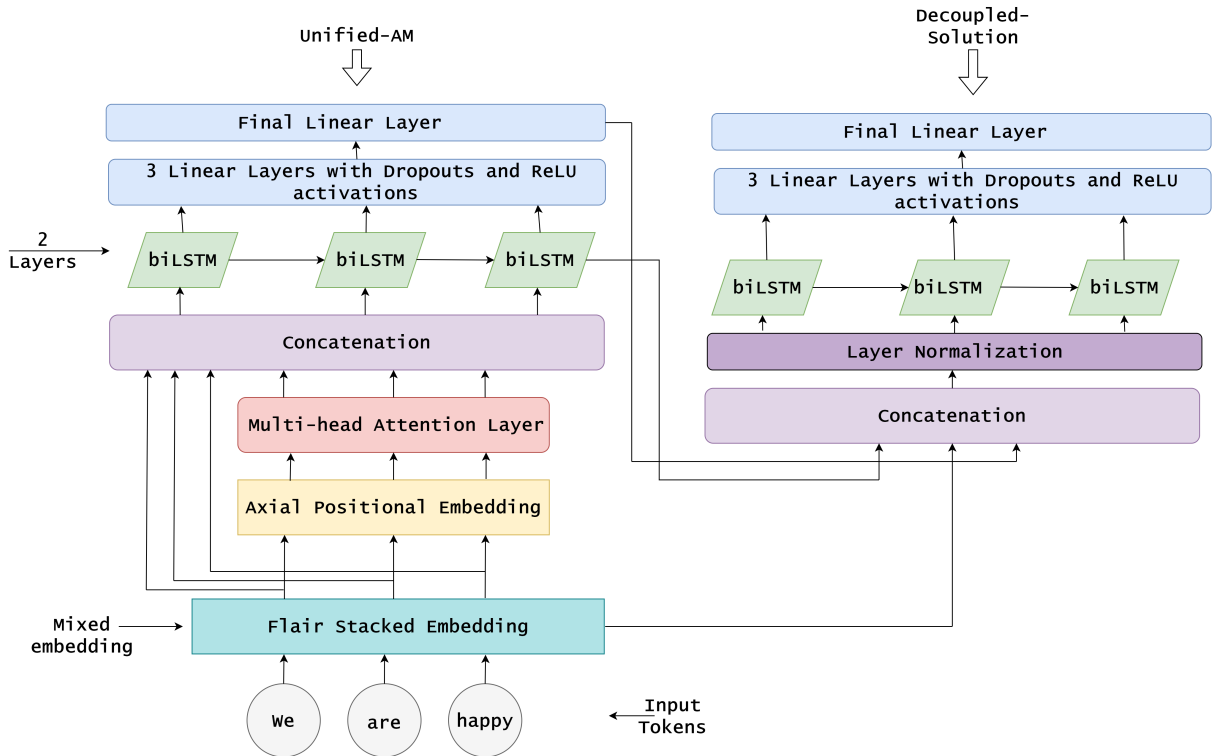 Unified-AM
Decoupled-
Solution
Final Linear Layer
3 Linear Layers with Dropouts and ReLU
activations
2
Layers
biLSTM
biLSTM
biLSTM
Concatenation
Multi-head Attention Layer
Axial Positional Embedding
Mixed
embedding
Flair Stacked Embedding
We
are
happy
Input
Tokens
Final Linear Layer
3 Linear Layers with Dropouts and ReLU
activations
biLSTM
biLSTM
biLSTM
Layer Normalization
Concatenation